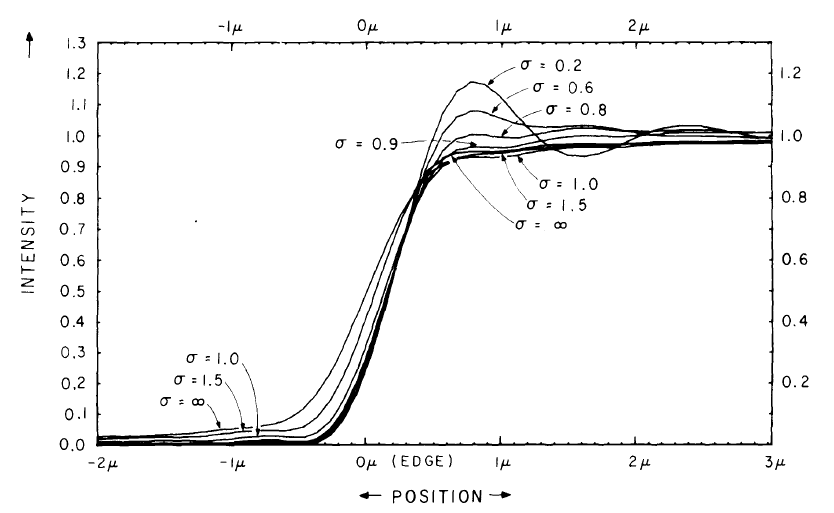 -1μ 0μ 1μ 2μ
1.3
1.2 1.2
1.1
1.0 1.0
0.9
0.8 0.8
0.7
0.6 0.6
0.5
0.4 0.4
0.3
0.2 0.2
0.1
0.0
INTENSITY
σ = 0.2
σ = 0.6
σ = 0.8
σ = 0.9
σ = 1.0
σ = 1.5
σ = ∞
σ = 1.0
σ = 1.5
σ = ∞
-2μ -1μ 0μ (EDGE) 1μ 2μ 3μ
← POSITION →